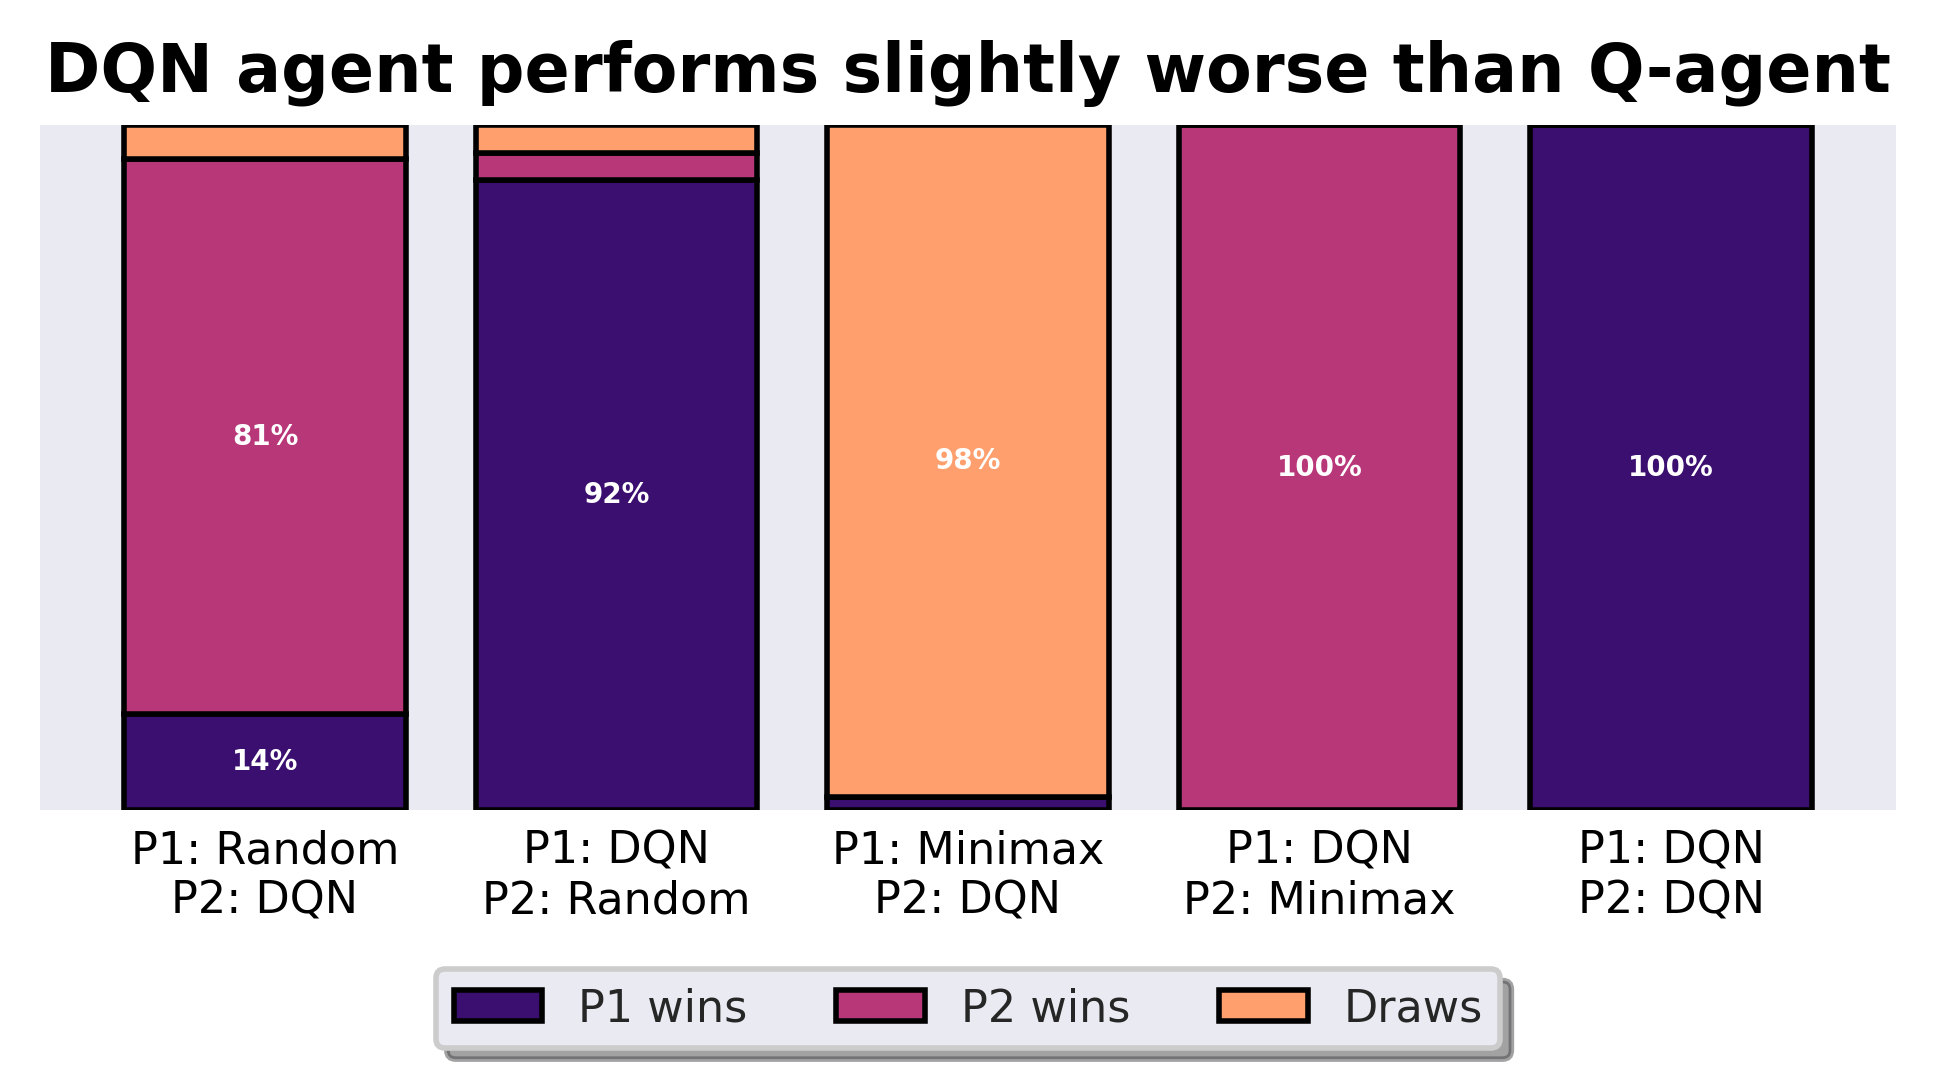 DQN agent performs slightly worse than Q-agent
81%
14%
92%
98%
100%
100%
P1: Random
P2: DQN
P1: DQN
P2: Random
P1: Minimax
P2: DQN
P1: DQN
P2: Minimax
P1: DQN
P2: DQN
P1 wins
P2 wins
Draws